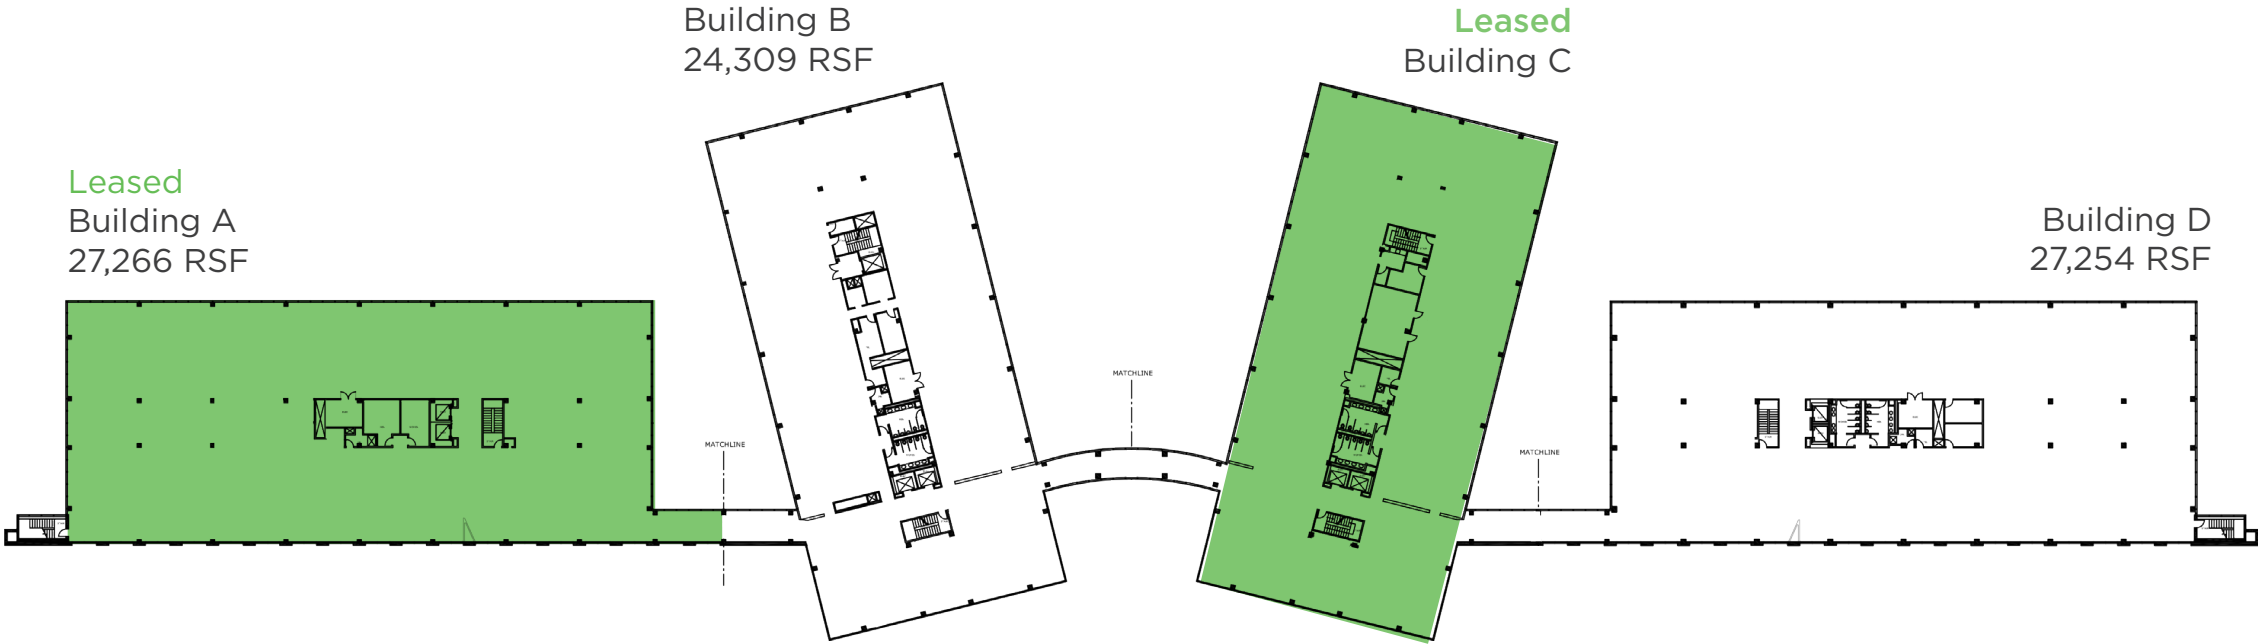 Building B
24,309 RSF
Leased
Building C
Leased
Building A
27,266 RSF
Building D
27,254 RSF
MATCHLINE
MATCHLINE
MATCHLINE